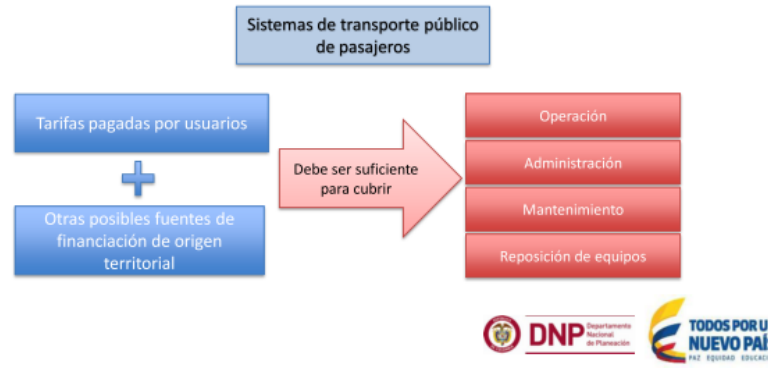 Sistemas de transporte público
de pasajeros
Tarifas pagadas por usuarios
Otras posibles fuentes de
financiación de origen
territorial
Debe ser suficiente
para cubrir
Operación
Administración
Mantenimiento
Reposición de equipos
DNP
Departamento
Nacional
de Planeación
TODOS POR U
NUEVO PAÍS
PAZ EQUIDAD EDUCACI